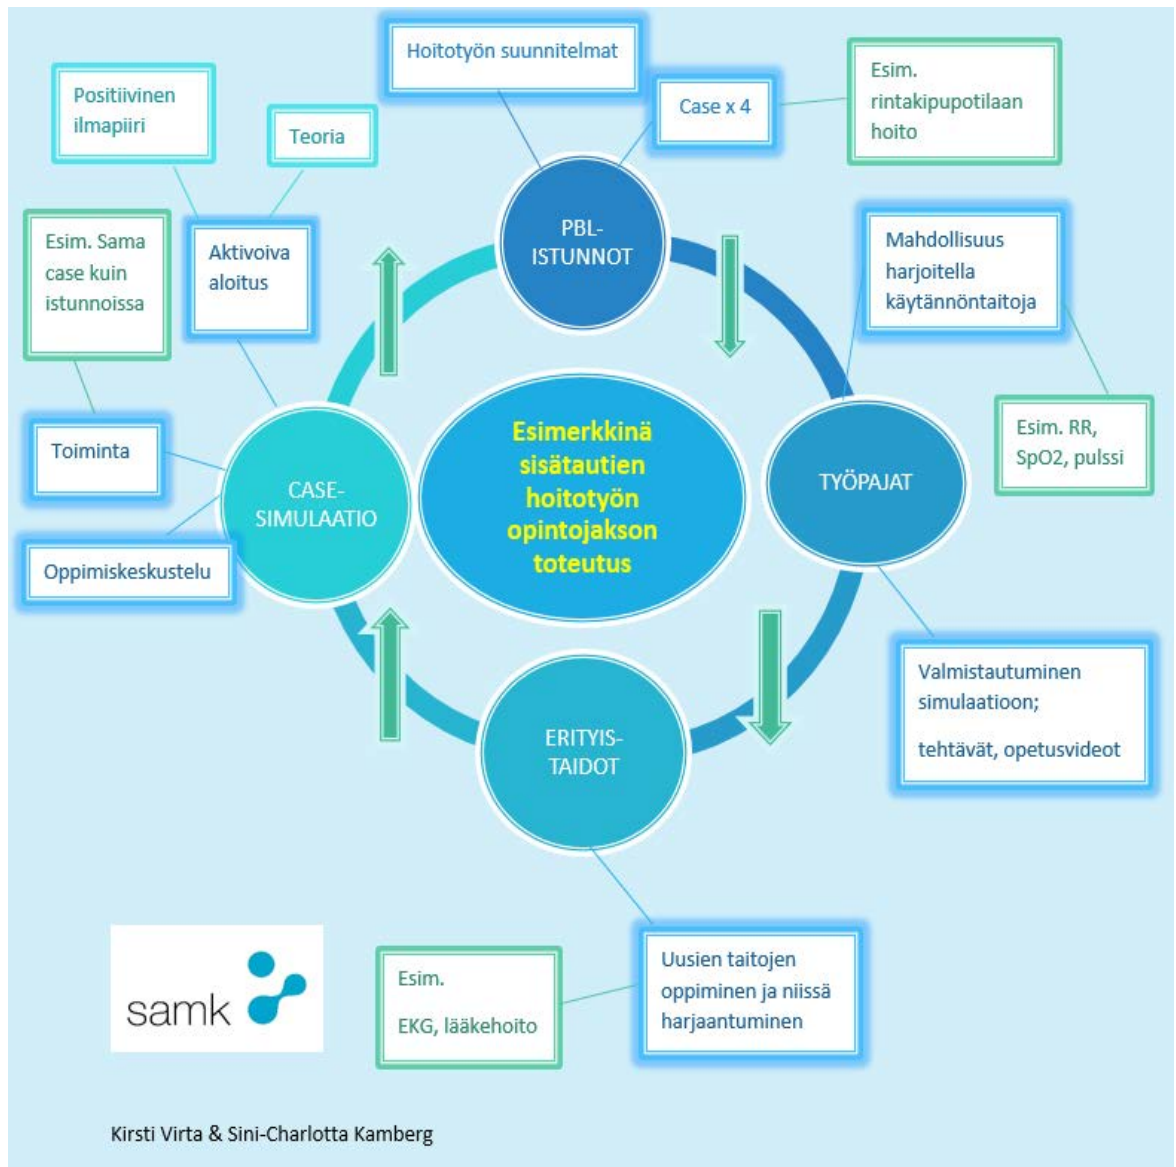 Hoitotyön suunnitelmat
Case x 4
Esim.
rintakipupotilaan
hoito
Positiivinen
ilmapiiri
Teoria
Esim. Sama
case kuin
istunnoissa
Aktivoiva
aloitus
PBL-
ISTUNNOT
Mahdollisuus
harjoitella
käytännöntaitoja
Esim. RR,
SpO2, pulssi
Toiminta
Oppimiskeskustelu
CASE-
SIMULAATIO
Esimerkkinä
sisätautien
hoitotyön
opintojakson
toteutus
TYÖPAJAT
Valmistautuminen
simulaatioon;
tehtävät, opetusvideot
ERITYIS-
TAIDOT
Uusien taitojen
oppiminen ja niissä
harjaantuminen
Esim.
EKG, lääkehoito
samk
Kirsti Virta & Sini-Charlotta Kamberg